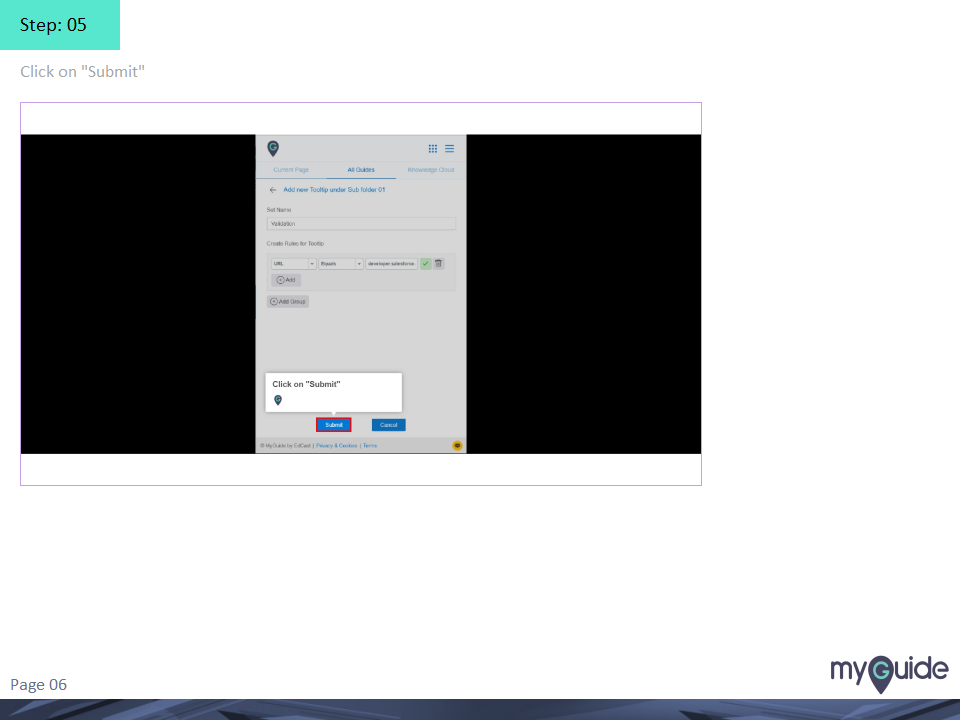 Step: 05
Click on "Submit"
Current Page All Guides Knowledge Cloud
Add new Tooltip under Sub folder 01
Set Name
Validation
Create Rules for Tooltip
URL Equals developer.salesforce.
Add
Add Group
Click on "Submit"
Submit Cancel
© MyGuide by EdCast | Privacy & Cookies | Terms
Page 06
myGuide